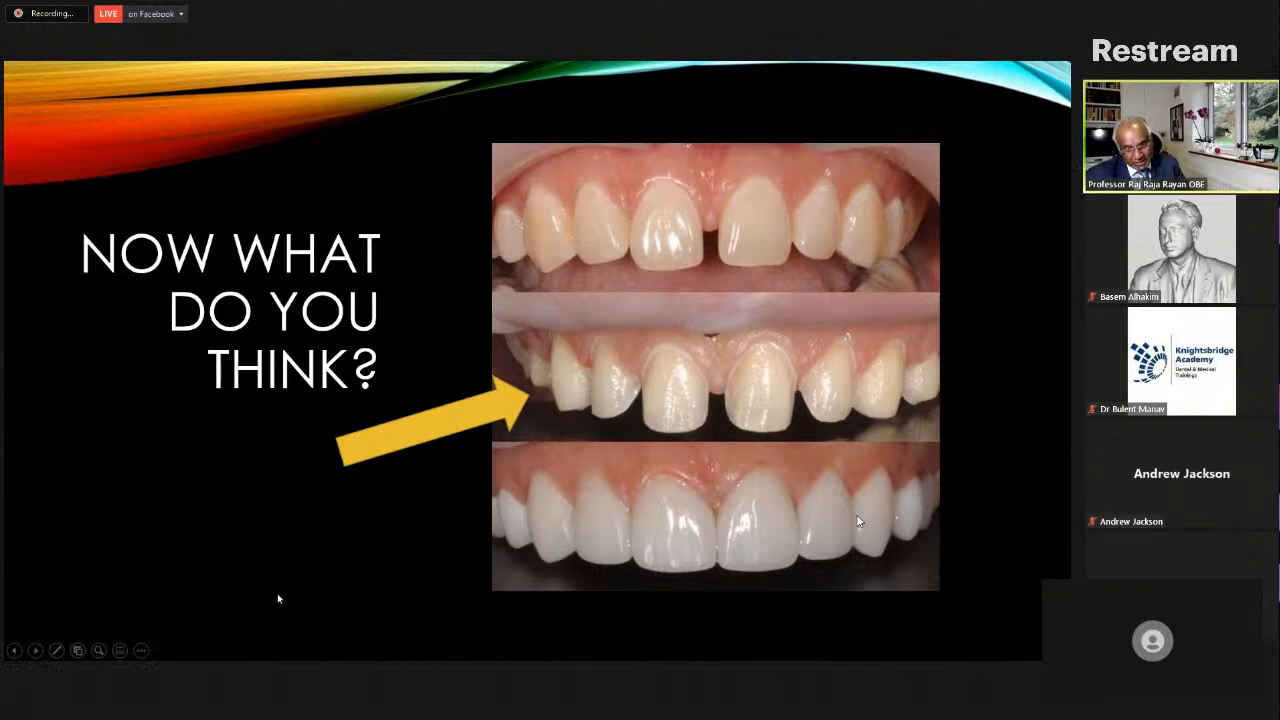 Recording...
LIVE on Facebook
Restream
NOW WHAT
DO YOU
THINK?
Professor Raj Raja Rayan OBE
Basem Alhakim
Knightsbridge
Academy
Dental & Medical
Trainings
Dr Bulent Manav
Andrew Jackson
Andrew Jackson